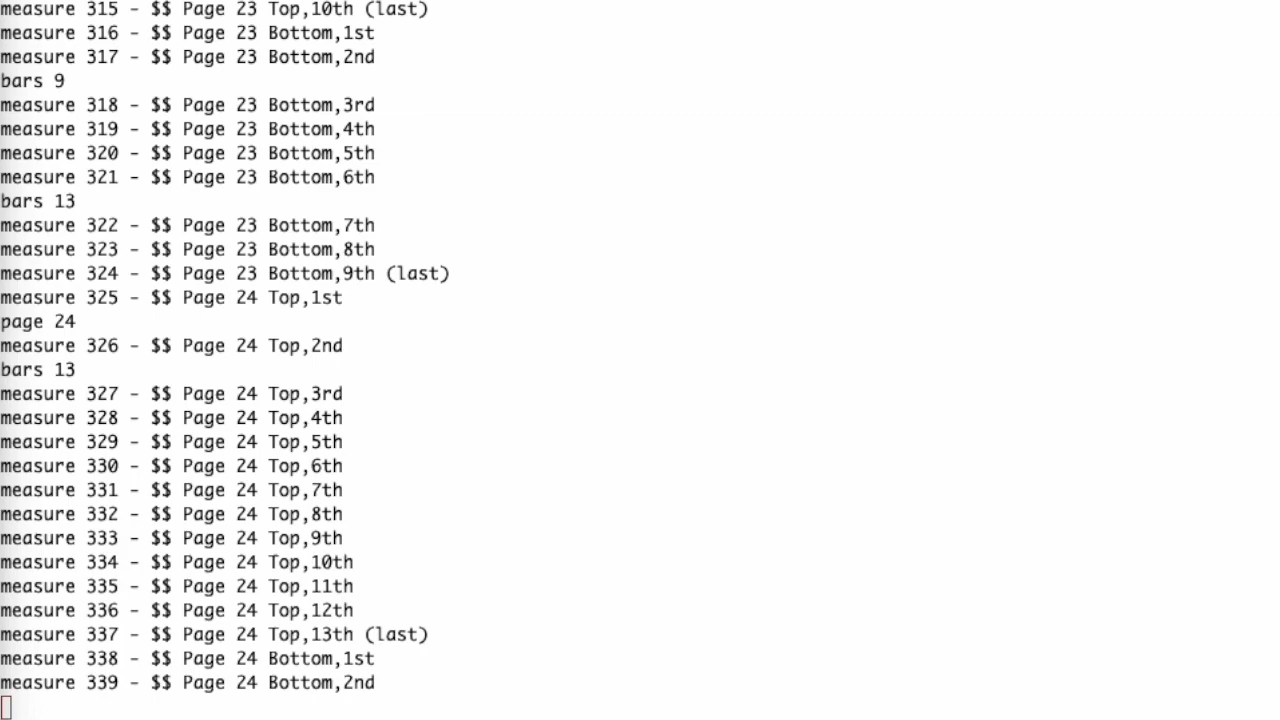 measure 315 - $$ Page 23 Top,10th (last)
measure 316 - $$ Page 23 Bottom,1st
measure 317 - $$ Page 23 Bottom,2nd
bars 9
measure 318 - $$ Page 23 Bottom,3rd
measure 319 - $$ Page 23 Bottom,4th
measure 320 - $$ Page 23 Bottom,5th
measure 321 - $$ Page 23 Bottom,6th
bars 13
measure 322 - $$ Page 23 Bottom,7th
measure 323 - $$ Page 23 Bottom,8th
measure 324 - $$ Page 23 Bottom,9th (last)
measure 325 - $$ Page 24 Top,1st
page 24
measure 326 - $$ Page 24 Top,2nd
bars 13
measure 327 - $$ Page 24 Top,3rd
measure 328 - $$ Page 24 Top,4th
measure 329 - $$ Page 24 Top,5th
measure 330 - $$ Page 24 Top,6th
measure 331 - $$ Page 24 Top,7th
measure 332 - $$ Page 24 Top,8th
measure 333 - $$ Page 24 Top,9th
measure 334 - $$ Page 24 Top,10th
measure 335 - $$ Page 24 Top,11th
measure 336 - $$ Page 24 Top,12th
measure 337 - $$ Page 24 Top,13th (last)
measure 338 - $$ Page 24 Bottom,1st
measure 339 - $$ Page 24 Bottom,2nd